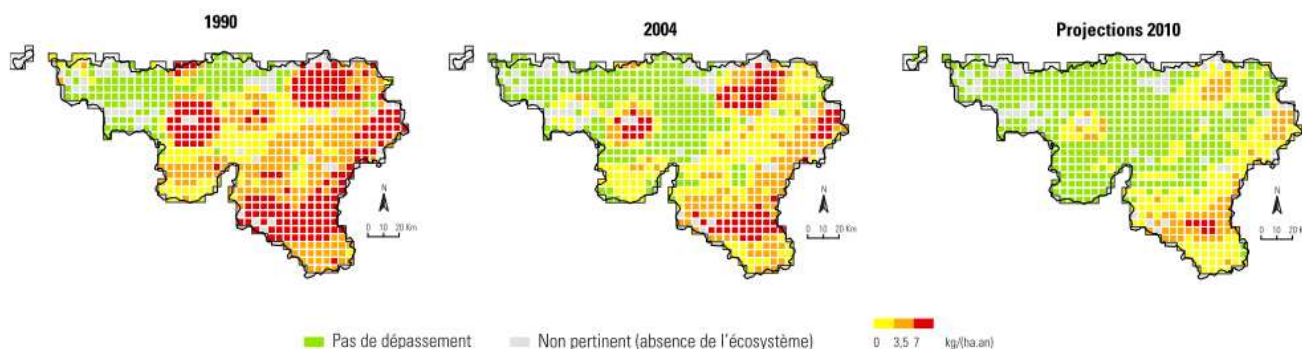 1990
2004
Projections 2010
N
0 10 20 Km
N
0 10 20 Km
N
0 10 20 K
Pas de dépassement
Non pertinent (absence de l'écosystème)
0 3,5 7 kg/(ha.an)